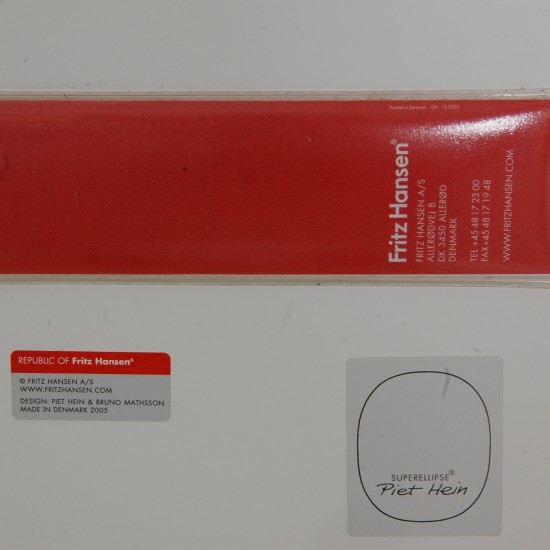 Fritz Hansen®
FRITZ HANSEN A/S
ALLERØDVEJ 8
DK 3450 ALLERØD
DENMARK
TEL +45 48 17 23 00
FAX+45 48 17 19 48
WWW.FRITZHANSEN.COM
REPUBLIC OF Fritz Hansen®
© FRITZ HANSEN A/S
WWW.FRITZHANSEN.COM
DESIGN: PIET HEIN & BRUNO MATHSSON
MADE IN DENMARK 2005
SUPERELLIPSE®
Piet Hein